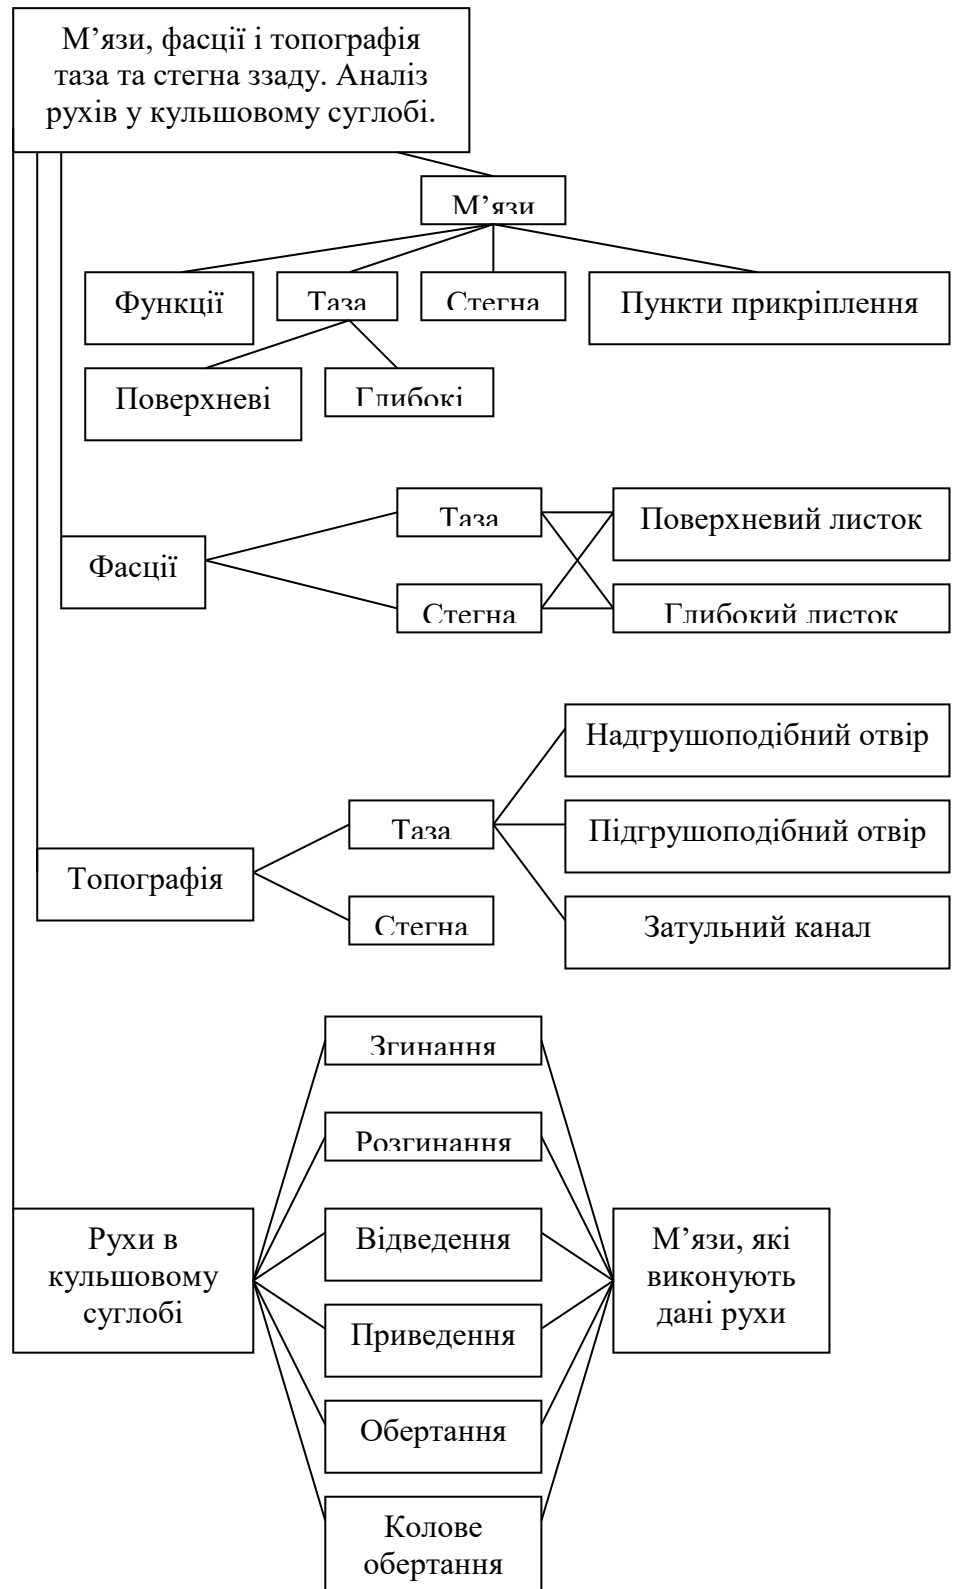 М’язи, фасції і топографія
таза та стегна ззаду. Аналіз
рухів у кульшовому суглобі.
М’язи
Функції
Таза
Стегна
Пункти прикріплення
Поверхневі
Глибокі
Фасції
Таза
Стегна
Поверхневий листок
Глибокий листок
Топографія
Таза
Стегна
Надгрушоподібний отвір
Підгрушоподібний отвір
Затульний канал
Рухи в
кульшовому
суглобі
Згинання
Розгинання
Відведення
Приведення
Обертання
Колове
обертання
М’язи, які
виконують
дані рухи